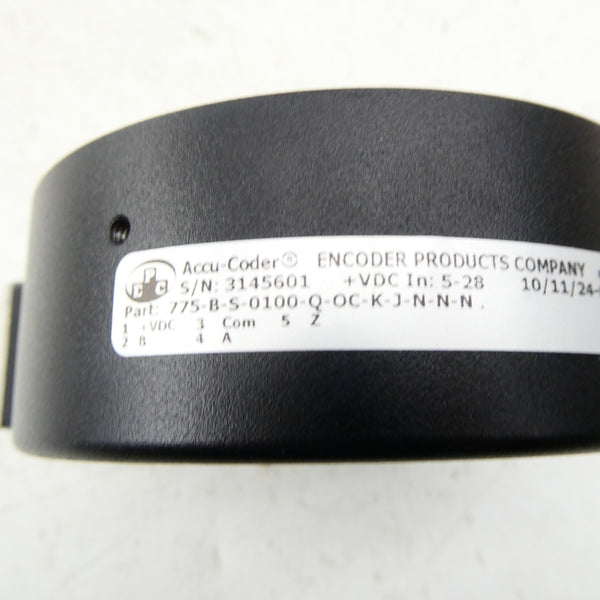 EPC Accu-Coder® ENCODER PRODUCTS COMPANY
S/N: 3145601 +VDC In: 5-28 10/11/24-
Part: 775-B-S-0100-Q-OC-K-J-N-N-N .
1 +VDC 3 Com 5 Z
2 B 4 A